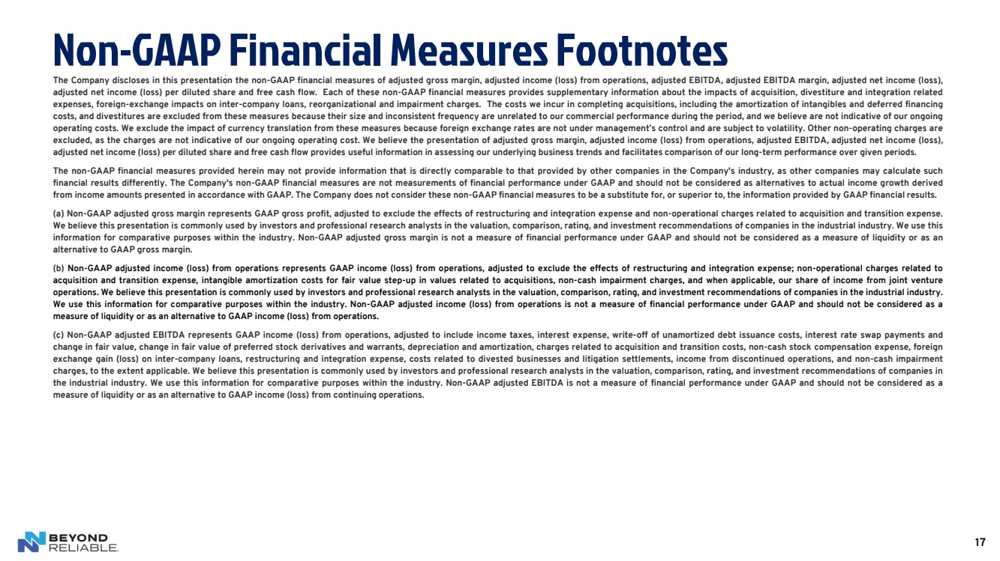 Non-GAAP Financial Measures Footnotes
The Company discloses in this presentation the non-GAAP financial measures of adjusted gross margin, adjusted income (loss) from operations, adjusted EBITDA, adjusted EBITDA margin, adjusted net income (loss),
adjusted net income (loss) per diluted share and free cash flow. Each of these non-GAAP financial measures provides supplementary information about the impacts of acquisition, divestiture and integration related
expenses, foreign-exchange impacts on inter-company loans, reorganizational and impairment charges. The costs we incur in completing acquisitions, including the amortization of intangibles and deferred financing
costs, and divestitures are excluded from these measures because their size and inconsistent frequency are unrelated to our commercial performance during the period, and we believe are not indicative of our ongoing
operating costs. We exclude the impact of currency translation from these measures because foreign exchange rates are not under management's control and are subject to volatility. Other non-operating charges are
excluded, as the charges are not indicative of our ongoing operating cost. We believe the presentation of adjusted gross margin, adjusted income (loss) from operations, adjusted EBITDA, adjusted net income (loss),
adjusted net income (loss) per diluted share and free cash flow provides useful information in assessing our underlying business trends and facilitates comparison of our long-term performance over given periods.
The non-GAAP financial measures provided herein may not provide information that is directly comparable to that provided by other companies in the Company's industry, as other companies may calculate such
financial results differently. The Company's non-GAAP financial measures are not measurements of financial performance under GAAP and should not be considered as alternatives to actual income growth derived
from income amounts presented in accordance with GAAP. The Company does not consider these non-GAAP financial measures to be a substitute for, or superior to, the information provided by GAAP financial results.
(a) Non-GAAP adjusted gross margin represents GAAP gross profit, adjusted to exclude the effects of restructuring and integration expense and non-operational charges related to acquisition and transition expense.
We believe this presentation is commonly used by investors and professional research analysts in the valuation, comparison, rating, and investment recommendations of companies in the industrial industry. We use this
information for comparative purposes within the industry. Non-GAAP adjusted gross margin is not a measure of financial performance under GAAP and should not be considered as a measure of liquidity or as an
alternative to GAAP gross margin.
(b) Non-GAAP adjusted income (loss) from operations represents GAAP income (loss) from operations, adjusted to exclude the effects of restructuring and integration expense; non-operational charges related to
acquisition and transition expense, intangible amortization costs for fair value step-up in values related to acquisitions, non-cash impairment charges, and when applicable, our share of income from joint venture
operations. We believe this presentation is commonly used by investors and professional research analysts in the valuation, comparison, rating, and investment recommendations of companies in the industrial industry.
We use this information for comparative purposes within the industry. Non-GAAP adjusted income (loss) from operations is not a measure of financial performance under GAAP and should not be considered as a
measure of liquidity or as an alternative to GAAP income (loss) from operations.
(c) Non-GAAP adjusted EBITDA represents GAAP income (loss) from operations, adjusted to include income taxes, interest expense, write-off of unamortized debt issuance costs, interest rate swap payments and
change in fair value, change in fair value of preferred stock derivatives and warrants, depreciation and amortization, charges related to acquisition and transition costs, non-cash stock compensation expense, foreign
exchange gain (loss) on inter-company loans, restructuring and integration expense, costs related to divested businesses and litigation settlements, income from discontinued operations, and non-cash impairment
charges, to the extent applicable. We believe this presentation is commonly used by investors and professional research analysts in the valuation, comparison, rating, and investment recommendations of companies in
the industrial industry. We use this information for comparative purposes within the industry. Non-GAAP adjusted EBITDA is not a measure of financial performance under GAAP and should not be considered as a
measure of liquidity or as an alternative to GAAP income (loss) from continuing operations.
BEYOND
RELIABLE
17